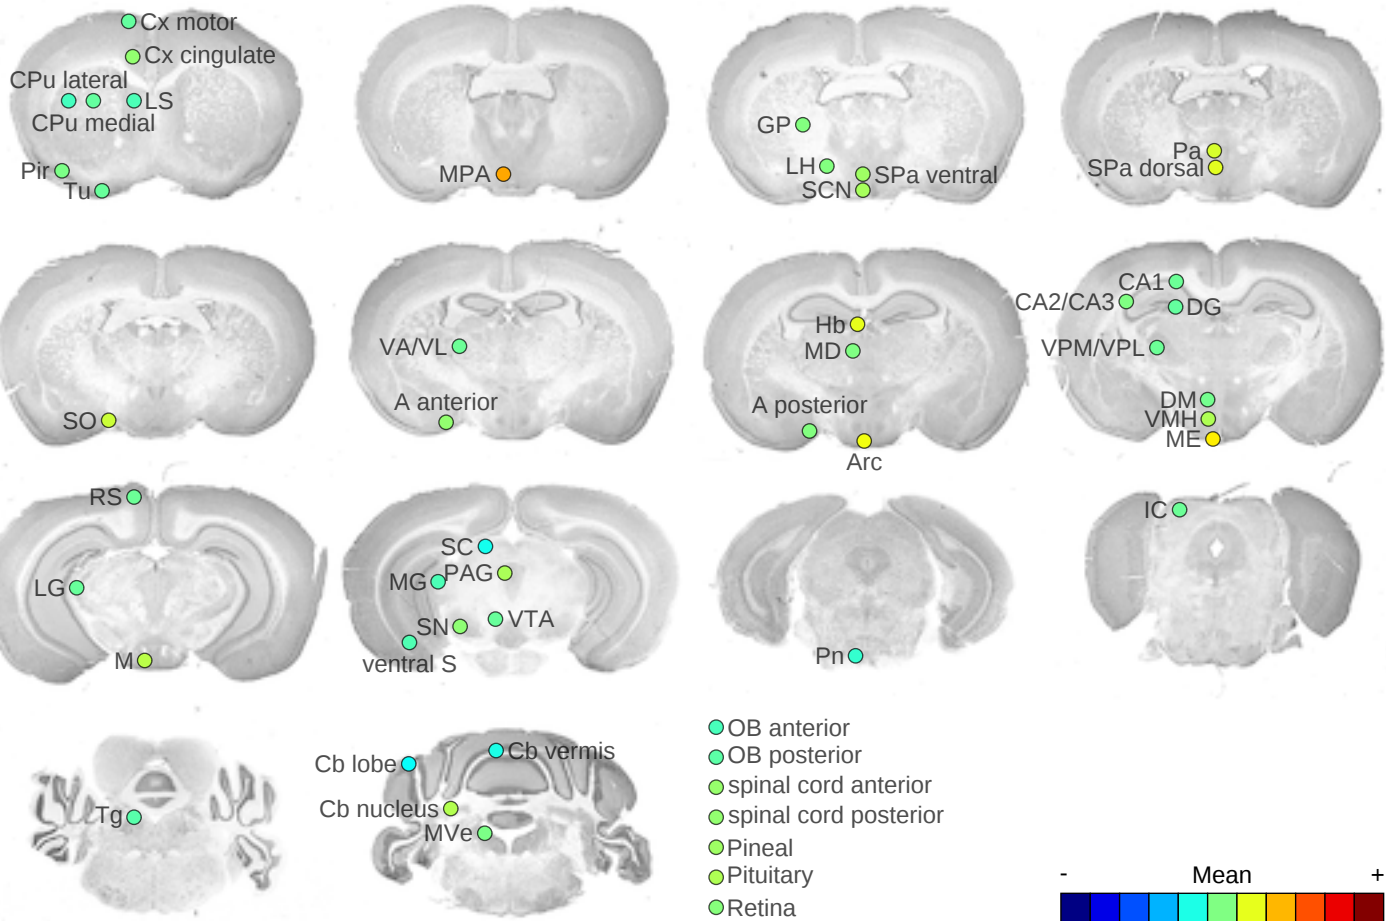 Cx motor
Cx cingulate
CPu lateral
LS
CPu medial
Pir
Tu
MPA
GP
LH
SPa ventral
SCN
Pa
SPa dorsal
SO
VA/VL
A anterior
Hb
MD
A posterior
Arc
CA1
CA2/CA3
DG
VPM/VPL
DM
VMH
ME
RS
LG
M
SC
PAG
MG
VTA
SN
ventral S
Pn
IC
Tg
Cb vermis
Cb lobe
Cb nucleus
MVe
OB anterior
OB posterior
spinal cord anterior
spinal cord posterior
Pineal
Pituitary
Retina
- Mean +